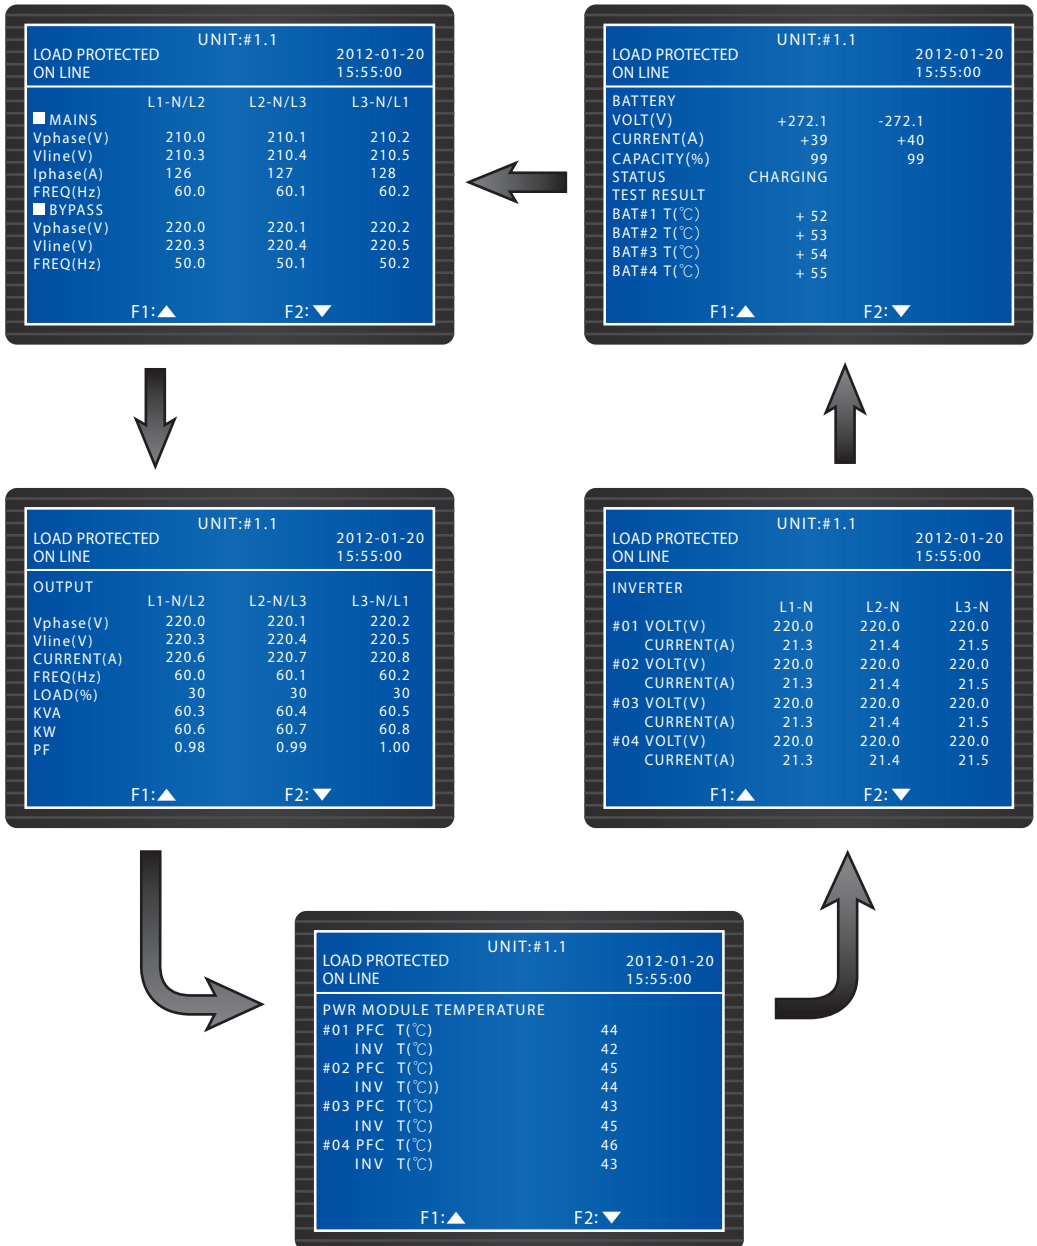 UNIT:#1.1
LOAD PROTECTED 2012-01-20
ON LINE 15:55:00
L1-N/L2 L2-N/L3 L3-N/L1
MAINS
Vphase(V) 210.0 210.1 210.2
Vline(V) 210.3 210.4 210.5
Iphase(A) 126 127 128
FREQ(Hz) 60.0 60.1 60.2
BYPASS
Vphase(V) 220.0 220.1 220.2
Vline(V) 220.3 220.4 220.5
FREQ(Hz) 50.0 50.1 50.2
F1:▲ F2:▼
UNIT:#1.1
LOAD PROTECTED 2012-01-20
ON LINE 15:55:00
BATTERY
VOLT(V) +272.1 -272.1
CURRENT(A) +39 +40
CAPACITY(%) 99 99
STATUS CHARGING
TEST RESULT
BAT#1 T(℃) + 52
BAT#2 T(℃) + 53
BAT#3 T(℃) + 54
BAT#4 T(℃) + 55
F1:▲ F2:▼
UNIT:#1.1
LOAD PROTECTED 2012-01-20
ON LINE 15:55:00
OUTPUT
L1-N/L2 L2-N/L3 L3-N/L1
Vphase(V) 220.0 220.1 220.2
Vline(V) 220.3 220.4 220.5
CURRENT(A) 220.6 220.7 220.8
FREQ(Hz) 60.0 60.1 60.2
LOAD(%) 30 30 30
KVA 60.3 60.4 60.5
KW 60.6 60.7 60.8
PF 0.98 0.99 1.00
F1:▲ F2:▼
UNIT:#1.1
LOAD PROTECTED 2012-01-20
ON LINE 15:55:00
INVERTER
L1-N L2-N L3-N
#01 VOLT(V) 220.0 220.0 220.0
CURRENT(A) 21.3 21.4 21.5
#02 VOLT(V) 220.0 220.0 220.0
CURRENT(A) 21.3 21.4 21.5
#03 VOLT(V) 220.0 220.0 220.0
CURRENT(A) 21.3 21.4 21.5
#04 VOLT(V) 220.0 220.0 220.0
CURRENT(A) 21.3 21.4 21.5
F1:▲ F2:▼
UNIT:#1.1
LOAD PROTECTED 2012-01-20
ON LINE 15:55:00
PWR MODULE TEMPERATURE
#01 PFC T(℃) 44
INV T(℃) 42
#02 PFC T(℃) 45
INV T(℃)) 44
#03 PFC T(℃) 43
INV T(℃) 45
#04 PFC T(℃) 46
INV T(℃) 43
F1:▲ F2:▼